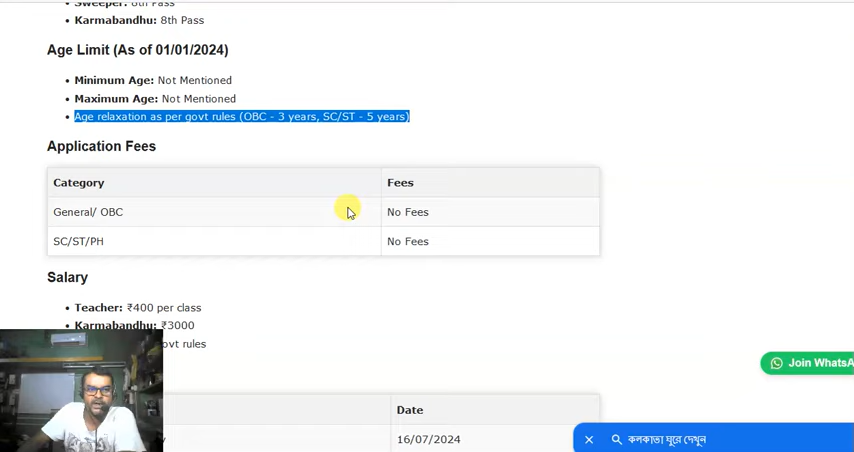 Sweeper: 8th Pass
Karmabandhu: 8th Pass
Age Limit (As of 01/01/2024)
Minimum Age: Not Mentioned
Maximum Age: Not Mentioned
Age relaxation as per govt rules (OBC - 3 years, SC/ST - 5 years)
Application Fees
Category Fees
General/ OBC No Fees
SC/ST/PH No Fees
Salary
Teacher: ₹400 per class
Karmabandhu: ₹3000
ovt rules
Join WhatsA
Date
16/07/2024
কলকাতা ঘুরে দেখুন